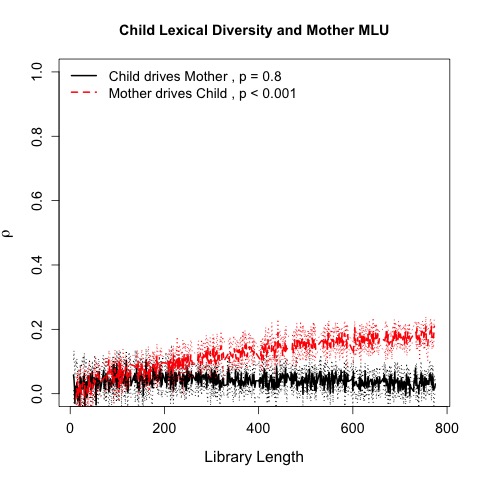 Child Lexical Diversity and Mother MLU
Child drives Mother , p = 0.8
Mother drives Child , p < 0.001
1.0
0.8
0.6
0.4
0.2
0.0
ρ
0 200 400 600 800
Library Length